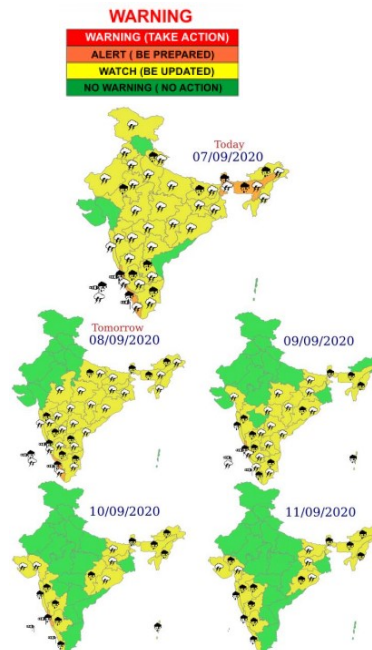 WARNING
WARNING (TAKE ACTION)
ALERT ( BE PREPARED)
WATCH (BE UPDATED)
NO WARNING ( NO ACTION)
Today
07/09/2020
Tomorrow
08/09/2020
09/09/2020
10/09/2020
11/09/2020